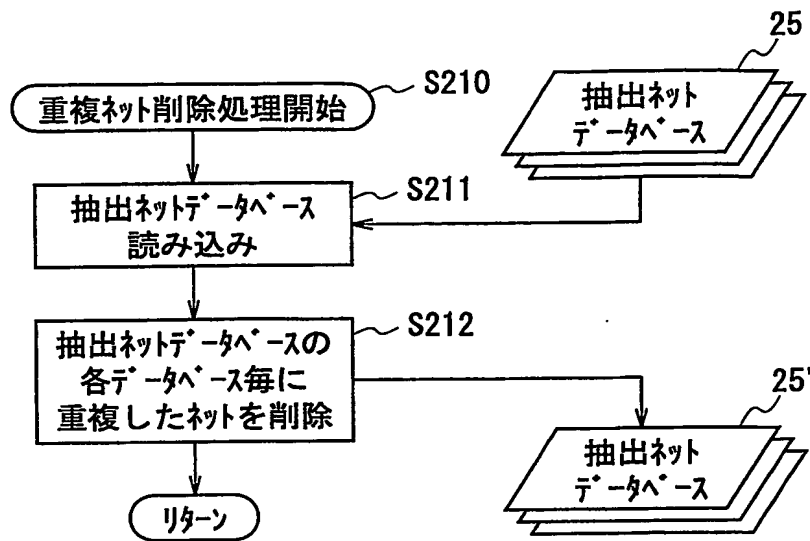 25
S210
重複ネット削除処理開始
抽出ネット
データベース
S211
抽出ネットデータベース
読み込み
S212
抽出ネットデータベースの
各データベース毎に
重複したネットを削除
25'
抽出ネット
データベース
リターン